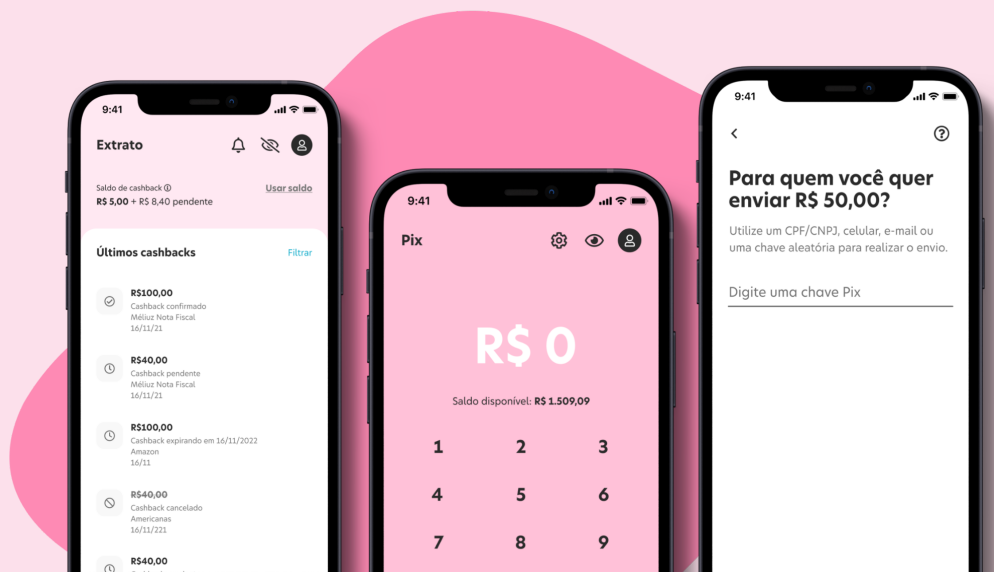 9:41
Extrato
Saldo de cashback
Usar saldo
R$ 5,00 + R$ 8,40 pendente
Últimos cashbacks
Filtrar
R$100,00
Cashback confirmado
Méliuz Nota Fiscal
16/11/21
R$40,00
Cashback pendente
Méliuz Nota Fiscal
16/11/21
R$100,00
Cashback expirando em 16/11/2022
Amazon
16/11
R$40,00
Cashback cancelado
Americanas
16/11/221
R$40,00
9:41
Pix
R$ 0
Saldo disponível: R$ 1.509,09
1 2 3
4 5 6
7 8 9
9:41
Para quem você quer
enviar R$ 50,00?
Utilize um CPF/CNPJ, celular, e-mail ou
uma chave aleatória para realizar o envio.
Digite uma chave Pix